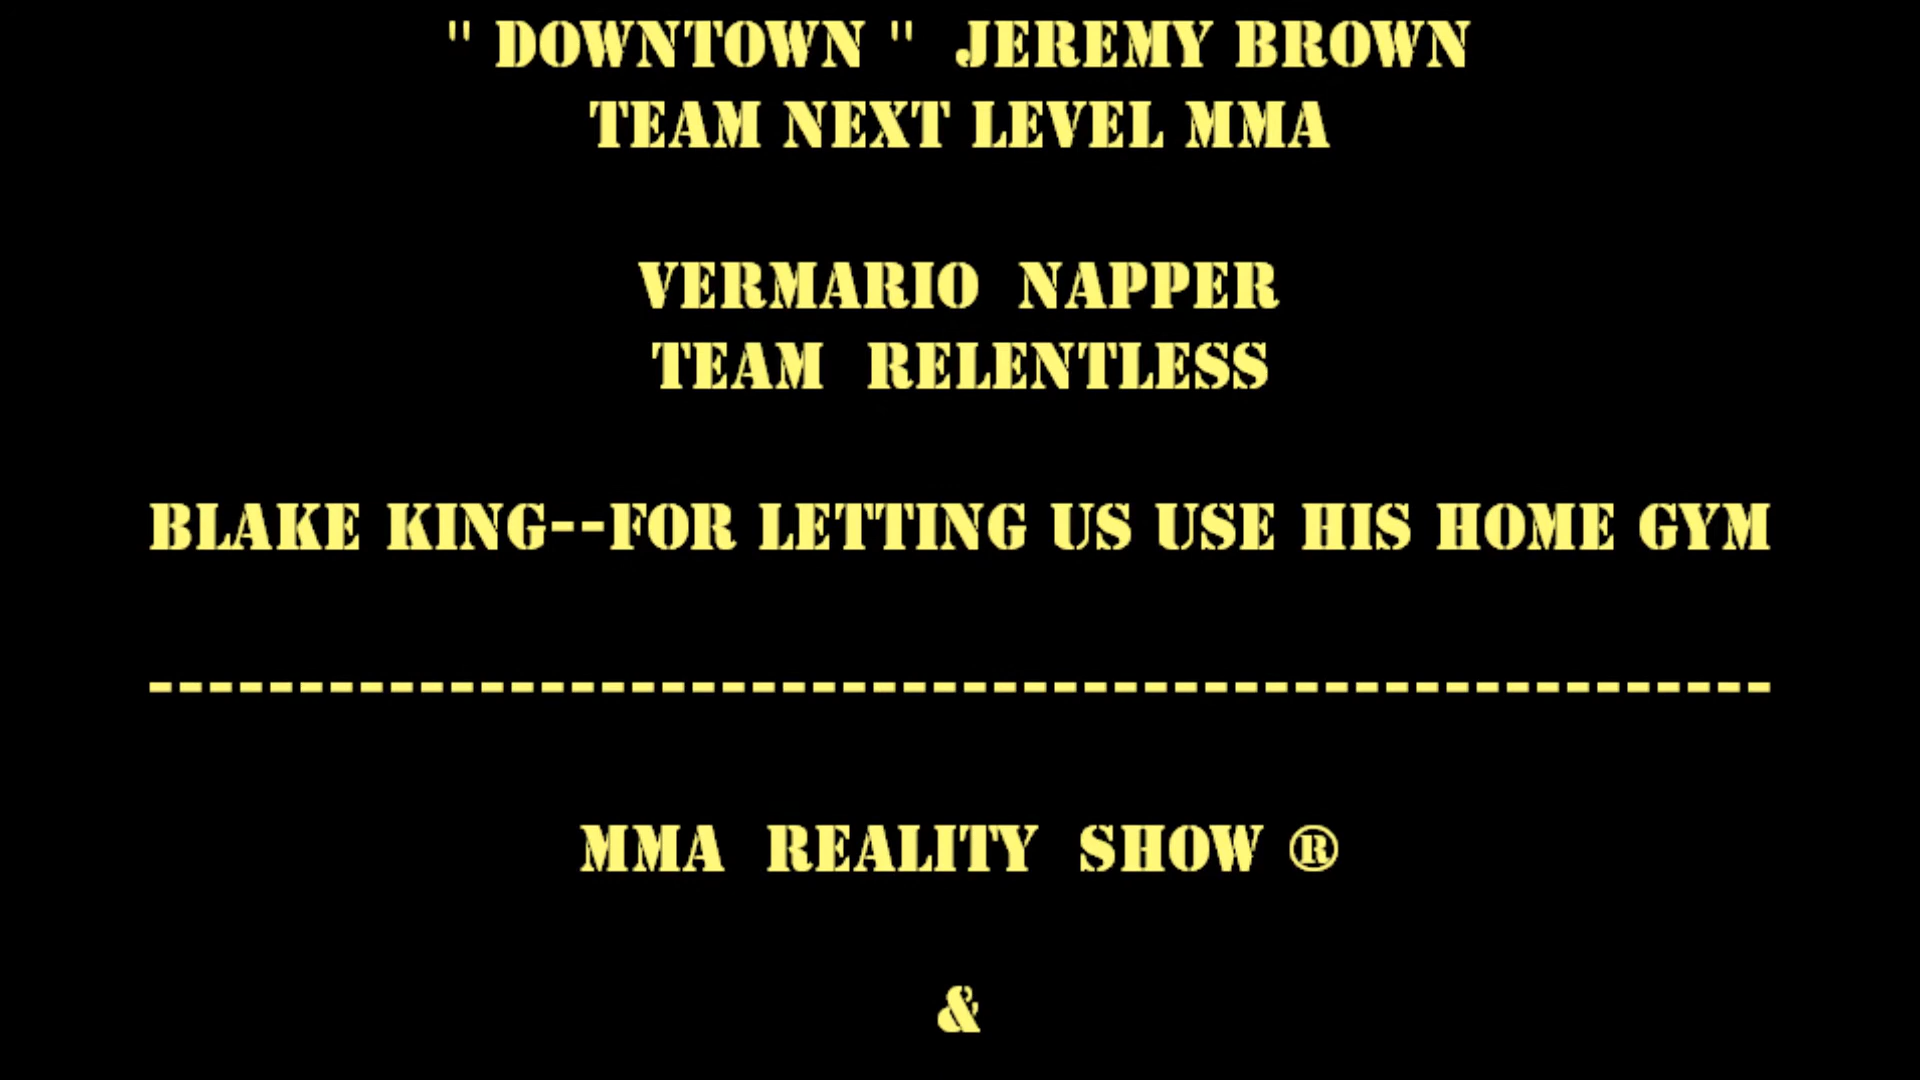 " DOWNTOWN "  JEREMY BROWN
TEAM NEXT LEVEL MMA
VERMARIO  NAPPER
TEAM  RELENTLESS
BLAKE KING--FOR LETTING US USE HIS HOME GYM
------------------------------------------------------
MMA  REALITY  SHOW ®
&